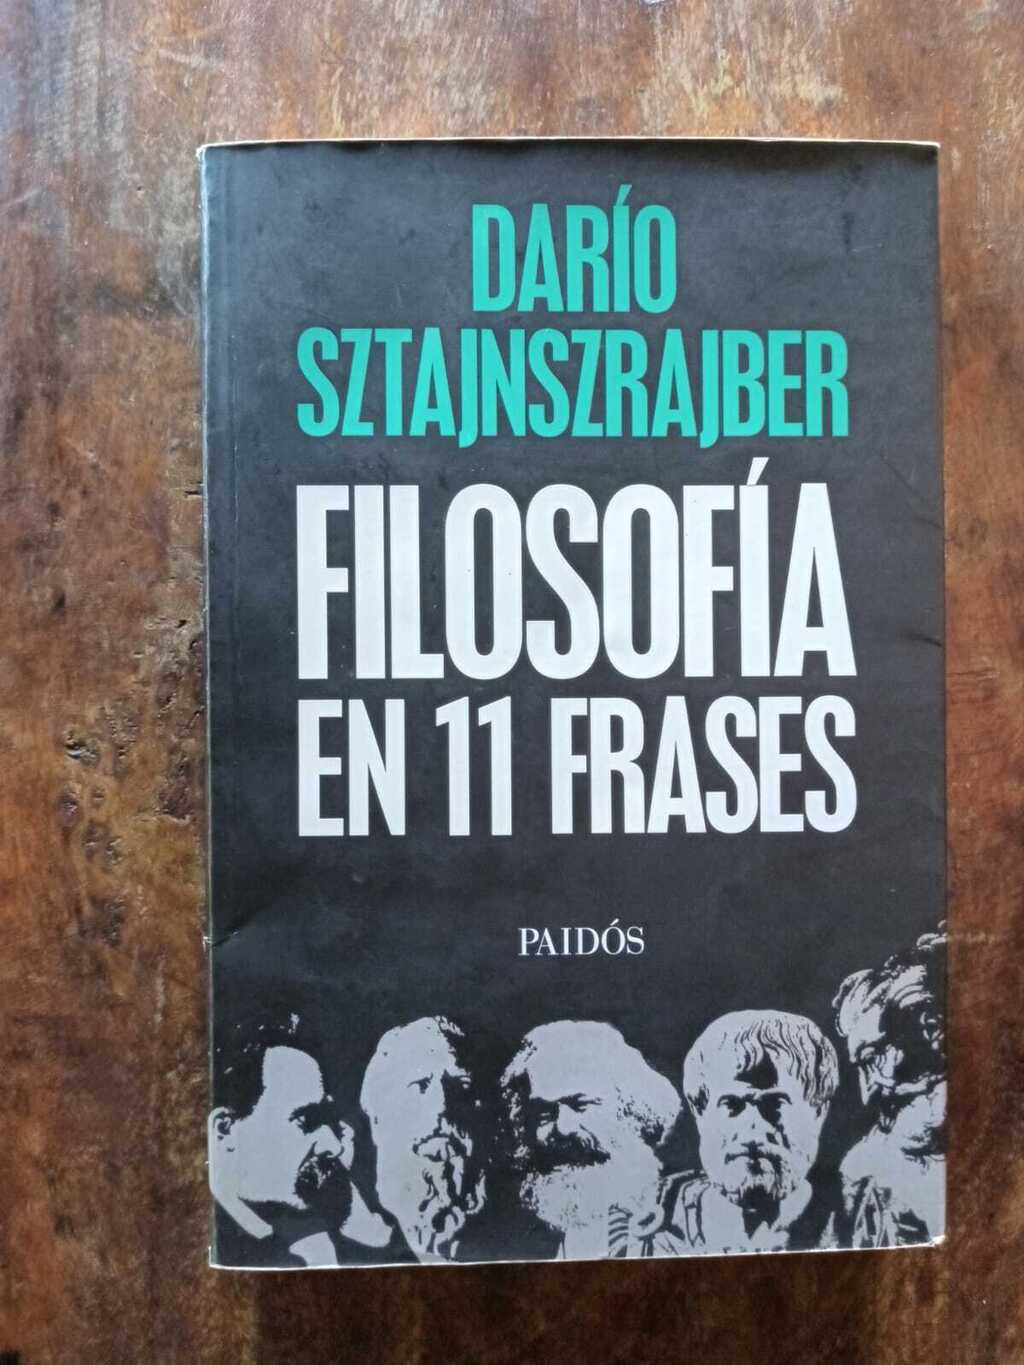 DARÍO
SZTAJNSZRAJBER
FILOSOFÍA
EN 11 FRASES
PAIDÓS